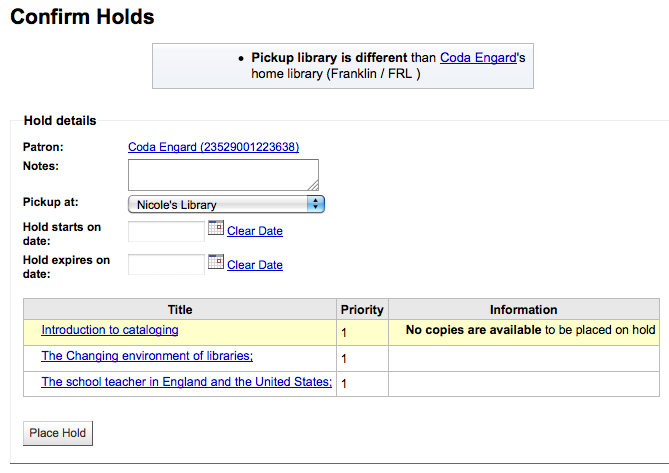 Confirm Holds
• Pickup library is different than Coda Engard's
home library (Franklin / FRL )
Hold details
Patron: Coda Engard (23529001223638)
Notes:
Pickup at: Nicole's Library
Hold starts on
date: Clear Date
Hold expires on
date: Clear Date
Title Priority Information
Introduction to cataloging 1 No copies are available to be placed on hold
The Changing environment of libraries; 1
The school teacher in England and the United States; 1
Place Hold